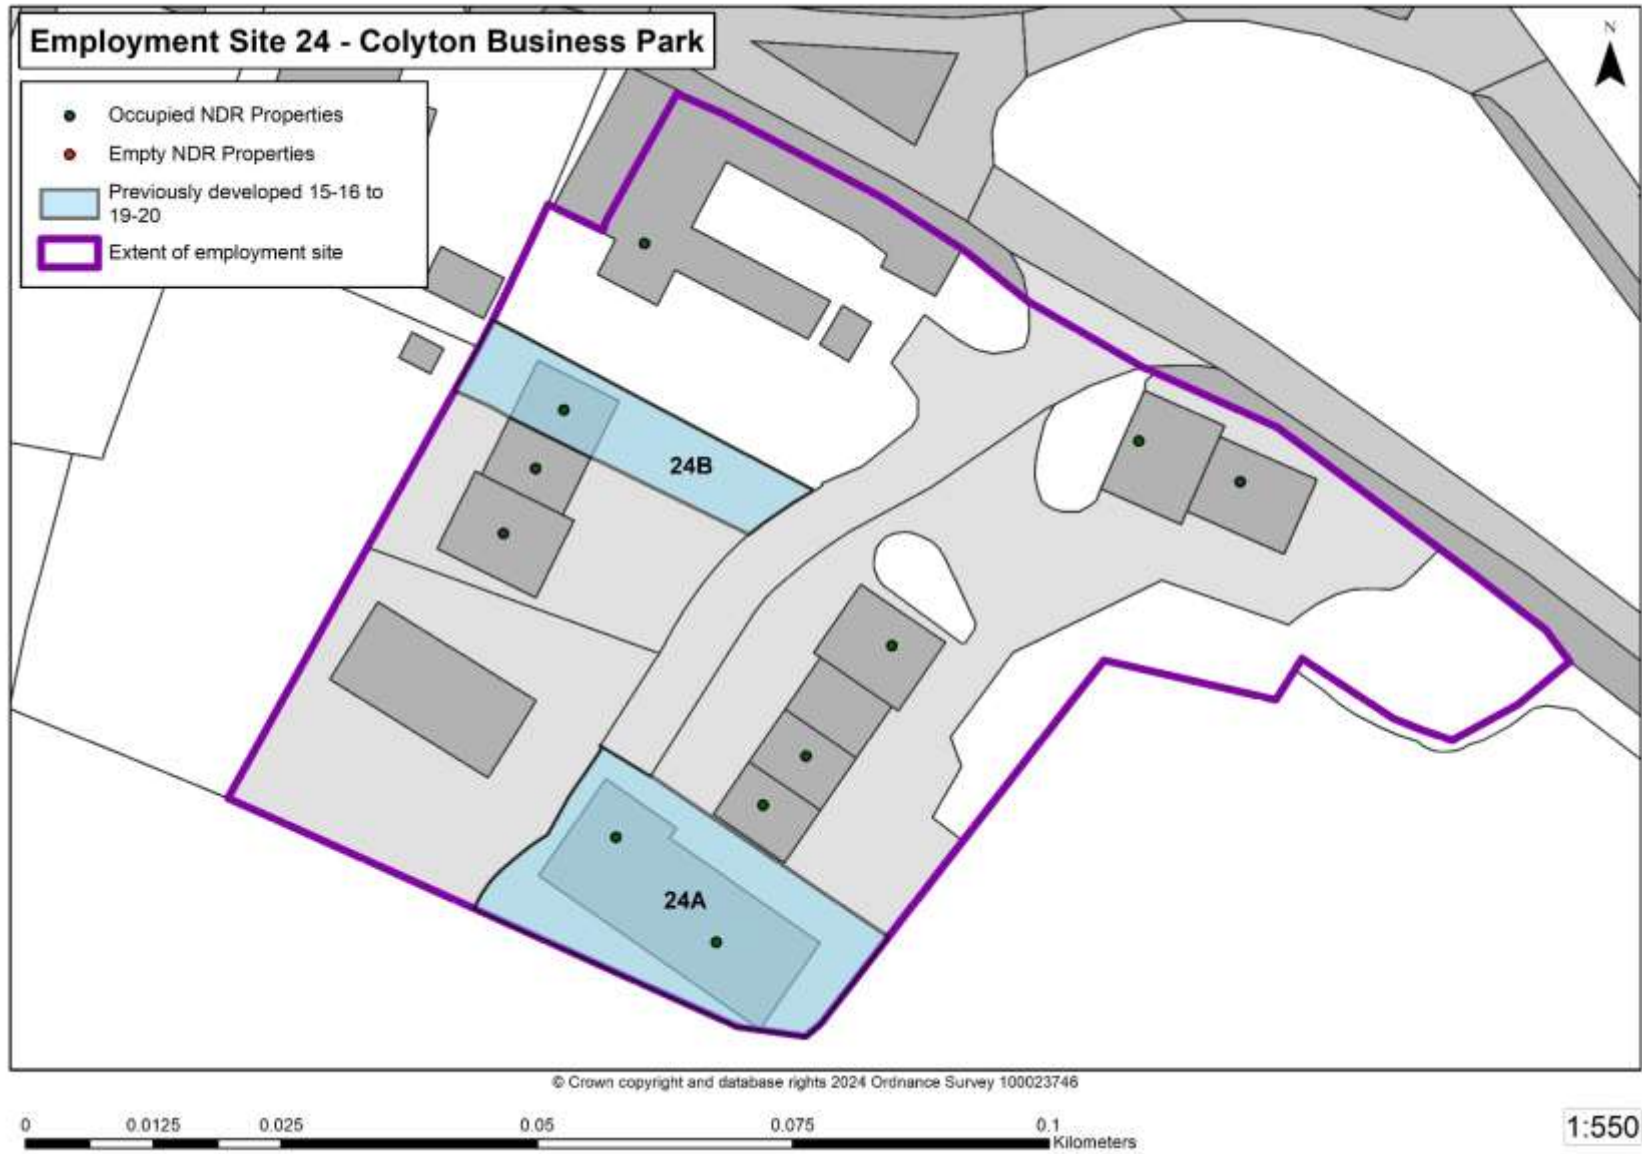 Employment Site 24 - Colyton Business Park
N
Occupied NDR Properties
Empty NDR Properties
Previously developed 15-16 to
19-20
Extent of employment site
24B
24A
© Crown copyright and database rights 2024 Ordnance Survey 100023746
0 0.0125 0.025 0.05 0.075 0.1
Kilometers
1:550